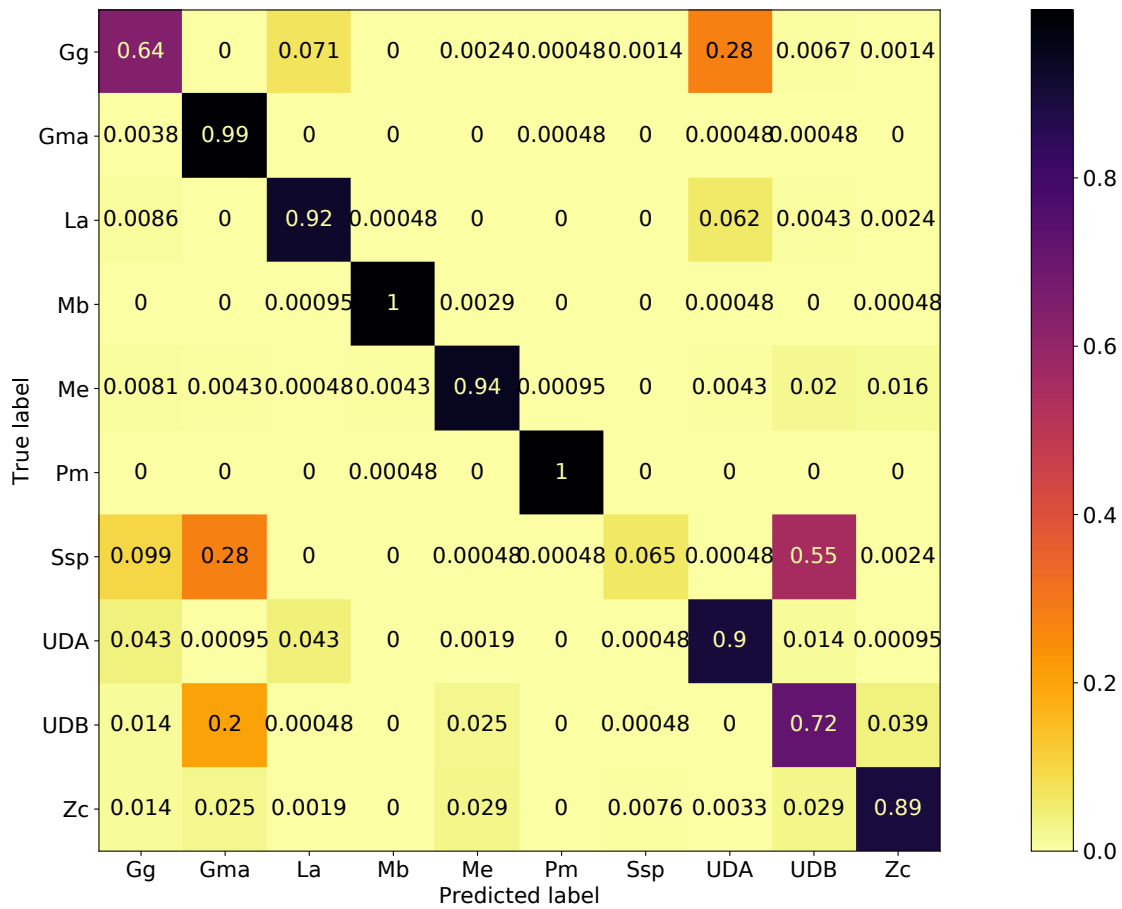 Gg 0.64 0 0.071 0 0.0024 0.00048 0.0014 0.28 0.0067 0.0014
Gma 0.0038 0.99 0 0 0 0.00048 0 0.00048 0.00048 0
La 0.0086 0 0.92 0.00048 0 0 0 0.062 0.0043 0.0024
Mb 0 0 0.00095 1 0.0029 0 0 0.00048 0 0.00048
Me 0.0081 0.0043 0.00048 0.0043 0.94 0.00095 0 0.0043 0.02 0.016
Pm 0 0 0 0.00048 0 1 0 0 0 0
Ssp 0.099 0.28 0 0 0.00048 0.00048 0.065 0.00048 0.55 0.0024
UDA 0.043 0.00095 0.043 0 0.0019 0 0.00048 0.9 0.014 0.00095
UDB 0.014 0.2 0.00048 0 0.025 0 0.00048 0 0.72 0.039
Zc 0.014 0.025 0.0019 0 0.029 0 0.0076 0.0033 0.029 0.89
Gg Gma La Mb Me Pm Ssp UDA UDB Zc
Predicted label
True label
0.8
0.6
0.4
0.2
0.0